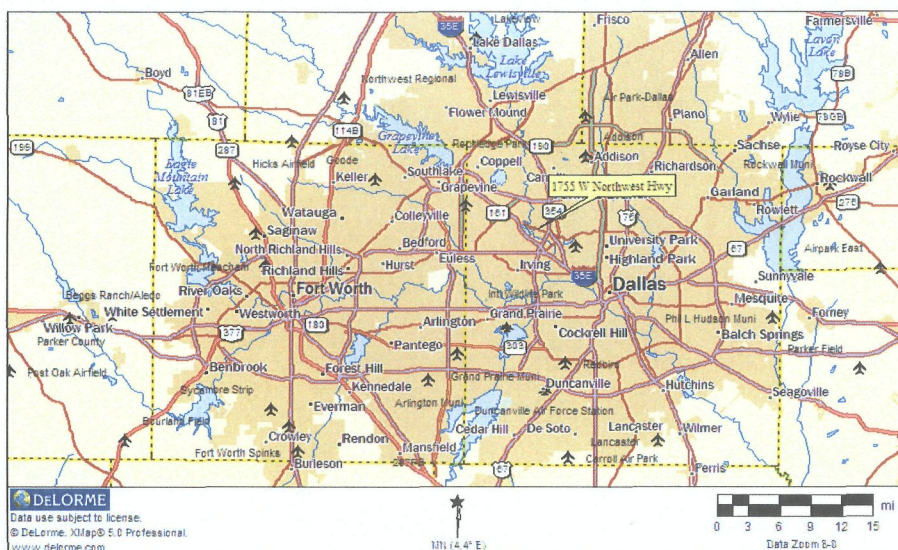 Lakeview
Frisco
Farmersville
35E
Lake Dallas
Lavon
Lake
Allen
Lake
Lewisville
78B
Boyd
Northwest Regional
81EB
Lewisville
Air Park-Dallas
Flower Mound
Plano
81
Wylie
78GB
114B
Grapevine
Lake
Addison
199
287
190
Sachse
Royse City
Hicks Airfield
Goode
Coppell
Addison
Richardson
Rockwall Muni
Eagle
Mountain
Lake
Keller
Southlake
Rockwall
Grapevine
1755 W Northwest Hwy
Garland
276
Watauga
Colleyville
161
354
75
Rowlett
Saginaw
North Richland Hills
Bedford
University Park
67
Airpark East
Fort Worth Meacham
Richland Hills
Hurst
Euless
Irving
Highland Park
35E
Sunnyvale
Beggs Ranch/Aledo
River Oaks
Fort Worth
Dallas
Mesquite
White Settlement
Westworth
180
Grand Prairie
Phil L Hudson Muni
Forney
Willow Park
Arlington
Cockrell Hill
Balch Springs
Parker County
377
Pantego
303
Parker Field
Post Oak Airfield
Benbrook
Forest Hill
Redbird
Grand Prairie Muni
Sycamore Strip
Kennedale
Duncanville
Hutchins
Seagoville
Everman
Arlington Muni
Duncanville Air Force Station
Bourland Field
Crowley
Rendon
Cedar Hill
De Soto
Lancaster
Wilmer
Fort Worth Spinks
Mansfield
Lancaster
Carroll Air Park
Burleson
67
Ferris
DELORME
Data use subject to license.
© DeLorme. XMap® 5.0 Professional.
www.delorme.com
MN (4.4° E)
mi
0 3 6 9 12 15
Data Zoom 8-0